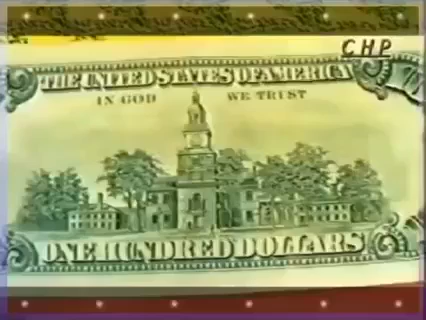 CHP
THE UNITED STATES OF AMERICA
IN GOD WE TRUST
ONE HUNDRED DOLLARS